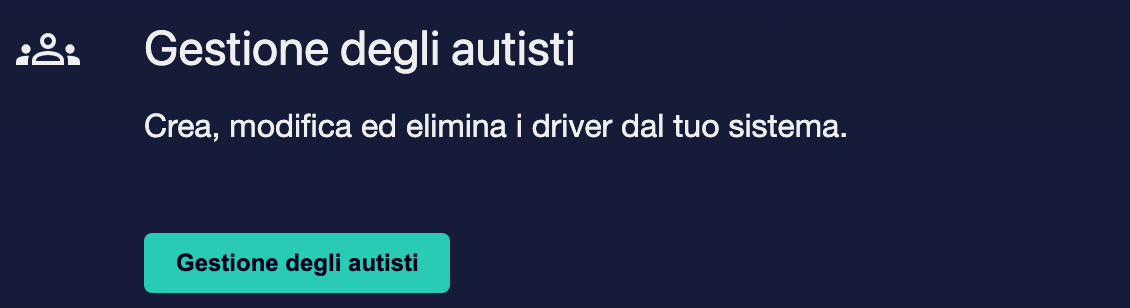 Gestione degli autisti
Crea, modifica ed elimina i driver dal tuo sistema.
Gestione degli autisti